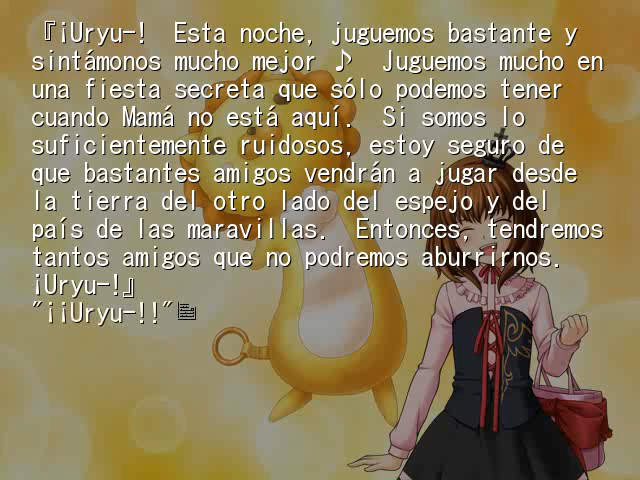 『¡Uryu-!  Esta noche, juguemos bastante y
sintámonos mucho mejor ♪  Juguemos mucho en
una fiesta secreta que sólo podemos tener
cuando Mamá no está aquí.  Si somos lo
suficientemente ruidosos, estoy seguro de
que bastantes amigos vendrán a jugar desde
la tierra del otro lado del espejo y del
país de las maravillas.  Entonces, tendremos
tantos amigos que no podremos aburrirnos.
¡Uryu-!』
"¡¡Uryu-!!"